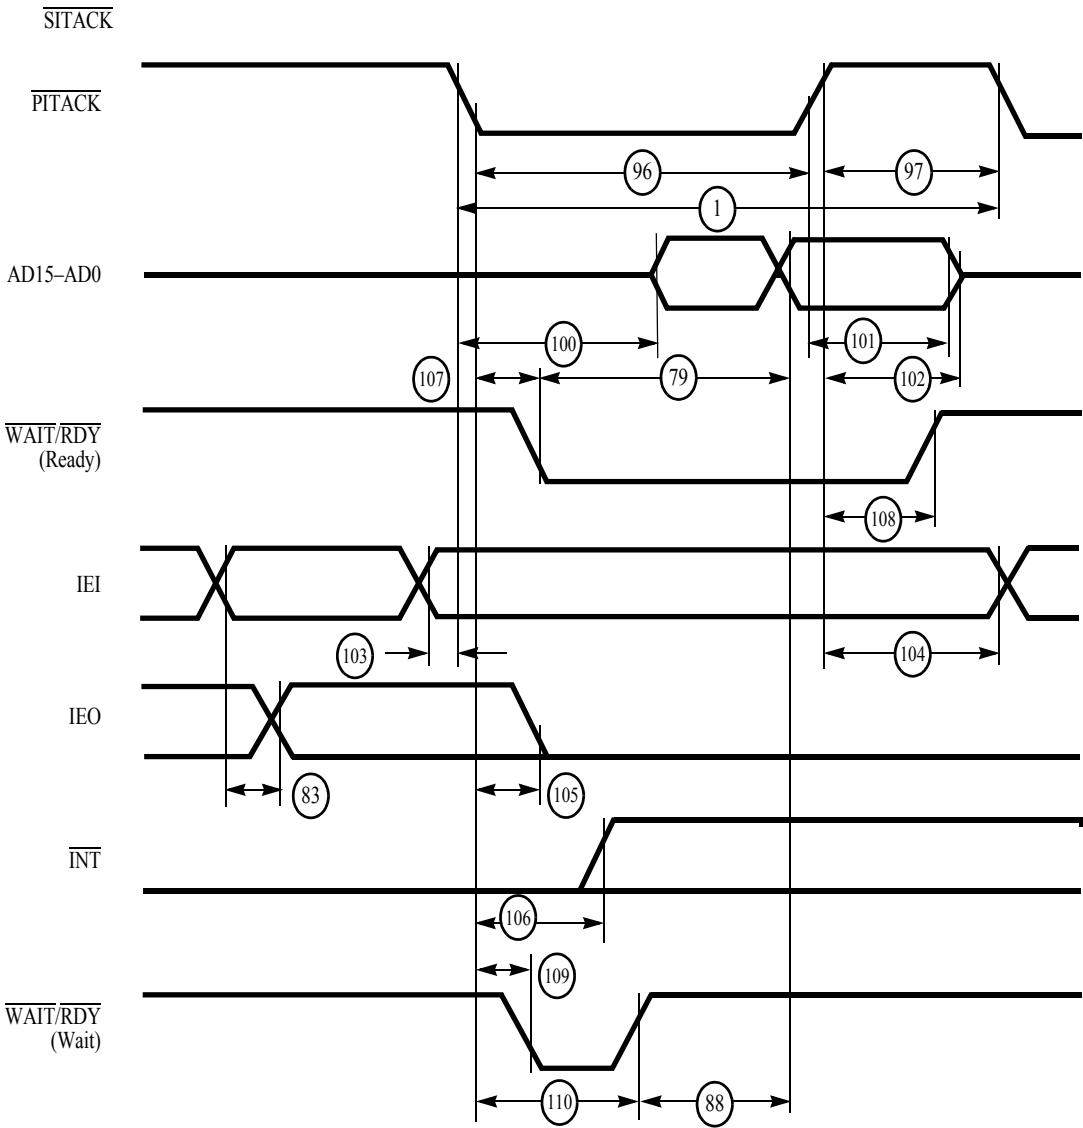 SITACK
PITACK
96
97
1
AD15–AD0
100
101
107
79
102
WAIT/RDY
(Ready)
108
IEI
103
104
IEO
83
105
INT
106
109
WAIT/RDY
(Wait)
110
88